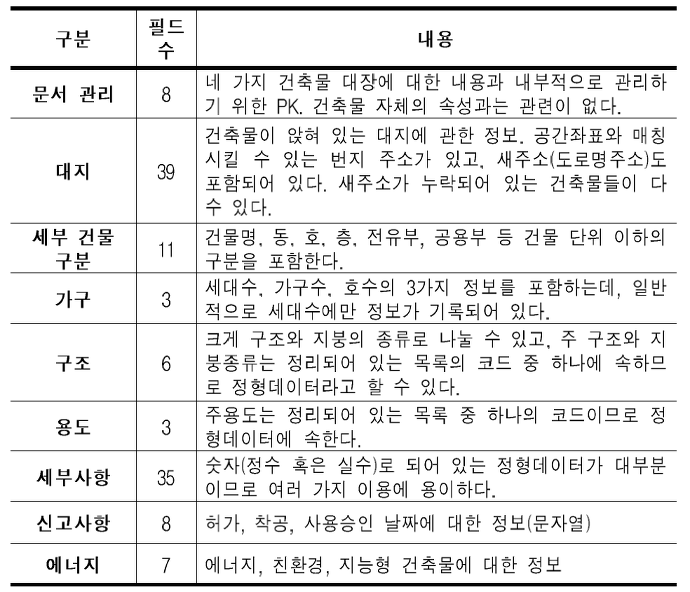 구분 필드 수 내용
문서 관리 8 네 가지 건축물 대장에 대한 내용과 내부적으로 관리하
기 위한 PK. 건축물 자체의 속성과는 관련이 없다.
대지 39 건축물이 앉혀 있는 대지에 관한 정보. 공간좌표와 매칭
시킬 수 있는 번지 주소가 있고, 새주소(도로명주소)도
포함되어 있다. 새주소가 누락되어 있는 건축물들이 다
수 있다.
세부 건물
구분 11 건물명, 동, 호, 층, 전유부, 공용부 등 건물 단위 이하의
구분을 포함한다.
가구 3 세대수, 가구수, 호수의 3가지 정보를 포함하는데, 일반
적으로 세대수에만 정보가 기록되어 있다.
구조 6 크게 구조와 지붕의 종류로 나눌 수 있고, 주 구조와 지
붕종류는 정리되어 있는 목록의 코드 중 하나에 속하므
로 정형데이터라고 할 수 있다.
용도 3 주용도는 정리되어 있는 목록 중 하나의 코드이므로 정
형데이터에 속한다.
세부사항 35 숫자(정수 혹은 실수)로 되어 있는 정형데이터가 대부분
이므로 여러 가지 이용에 용이하다.
신고사항 8 허가, 착공, 사용승인 날짜에 대한 정보(문자열)
에너지 7 에너지, 친환경, 지능형 건축물에 대한 정보